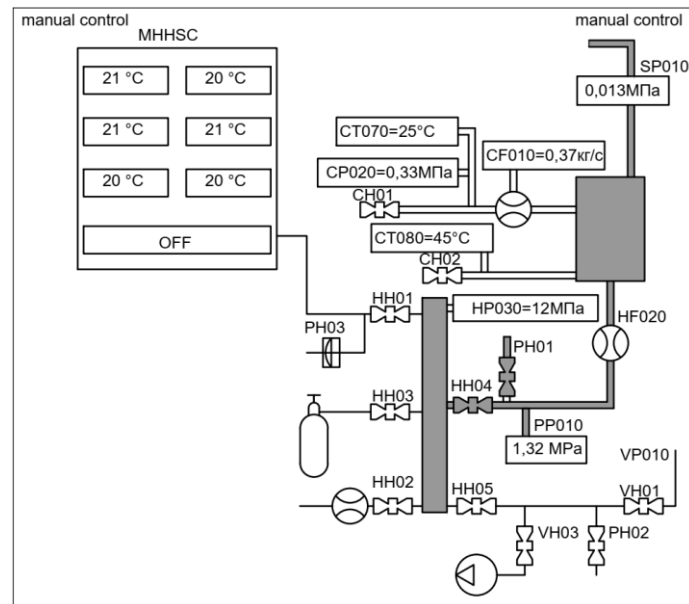 manual control
manual control
MHHSC
21 °C
20 °C
21 °C
21 °C
20 °C
20 °C
OFF
SP010
0,013МПа
CT070=25°C
CF010=0,37кг/с
CP020=0,33МПа
CH01
CT080=45°C
CH02
HH01
HP030=12МПа
HF020
PH03
PH01
HH03
HH04
PP010
1,32 MPa
VP010
HH02
HH05
VH01
VH03
PH02